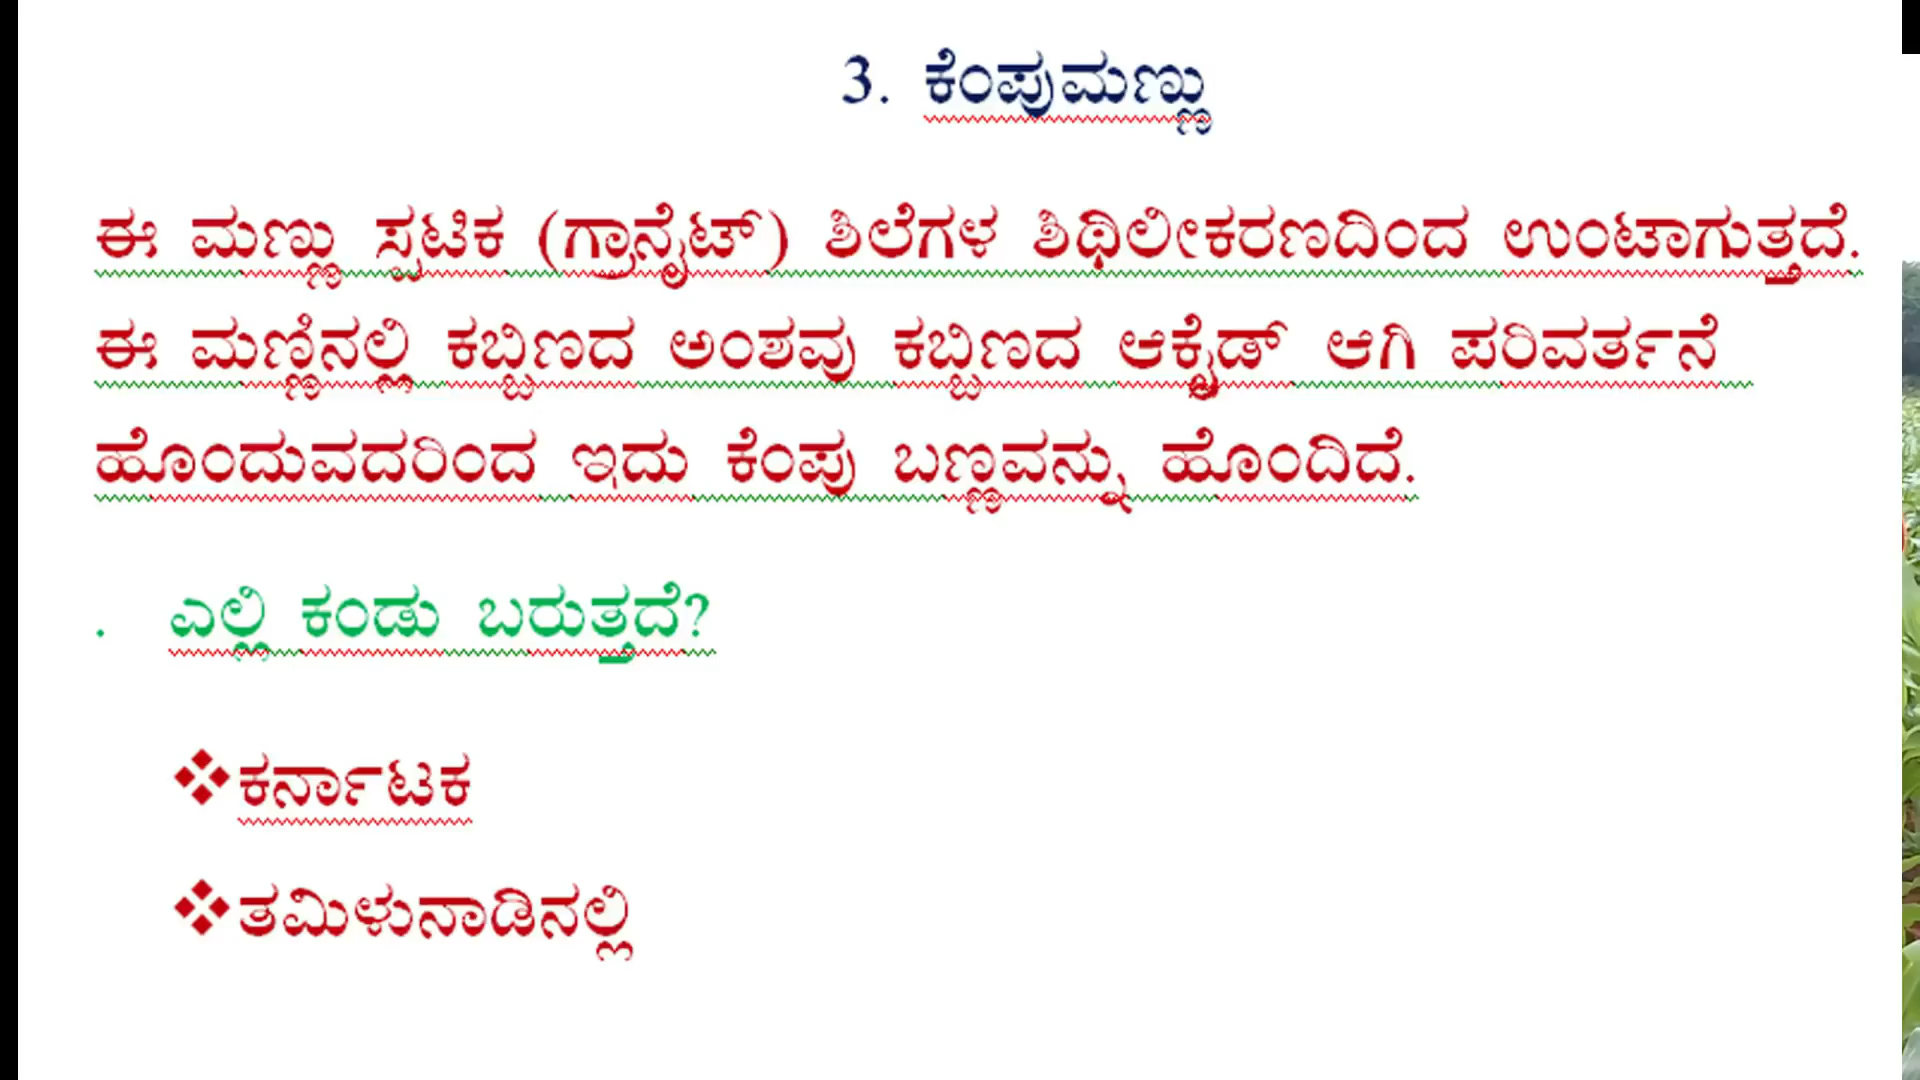 3. ಕೆಂಪುಮಣ್ಣು
ಈ ಮಣ್ಣು ಸ್ಪಟಿಕ (ಗ್ರಾನೈಟ್) ಶಿಲೆಗಳ ಶಿಥಿಲೀಕರಣದಿಂದ ಉಂಟಾಗುತ್ತದೆ.
ಈ ಮಣ್ಣಿನಲ್ಲಿ ಕಬ್ಬಿಣದ ಅಂಶವು ಕಬ್ಬಿಣದ ಆಕ್ಸೈಡ್ ಆಗಿ ಪರಿವರ್ತನೆ
ಹೊಂದುವದರಿಂದ ಇದು ಕೆಂಪು ಬಣ್ಣವನ್ನು ಹೊಂದಿದೆ.
. ಎಲ್ಲಿ ಕಂಡು ಬರುತ್ತದೆ?
❖ಕರ್ನಾಟಕ
❖ತಮಿಳುನಾಡಿನಲ್ಲಿ